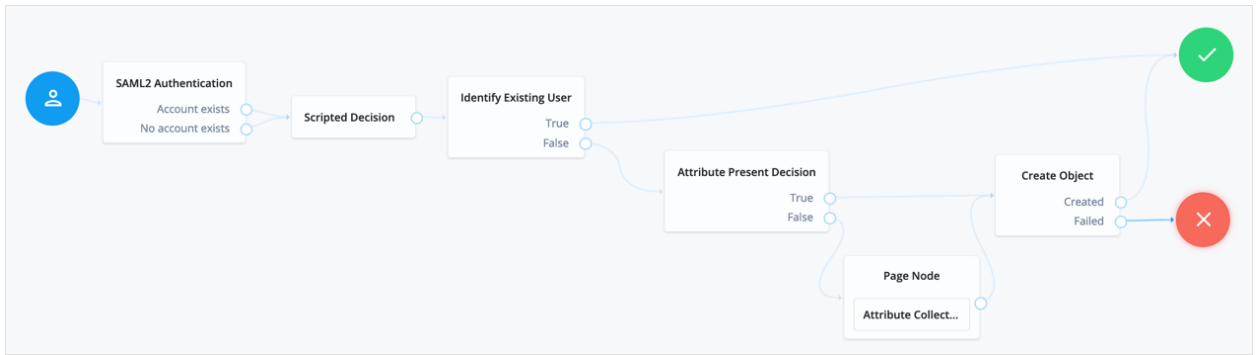 SAML2 Authentication
Account exists
No account exists
Scripted Decision
Identify Existing User
True
False
Attribute Present Decision
True
False
Page Node
Attribute Collect...
Create Object
Created
Failed